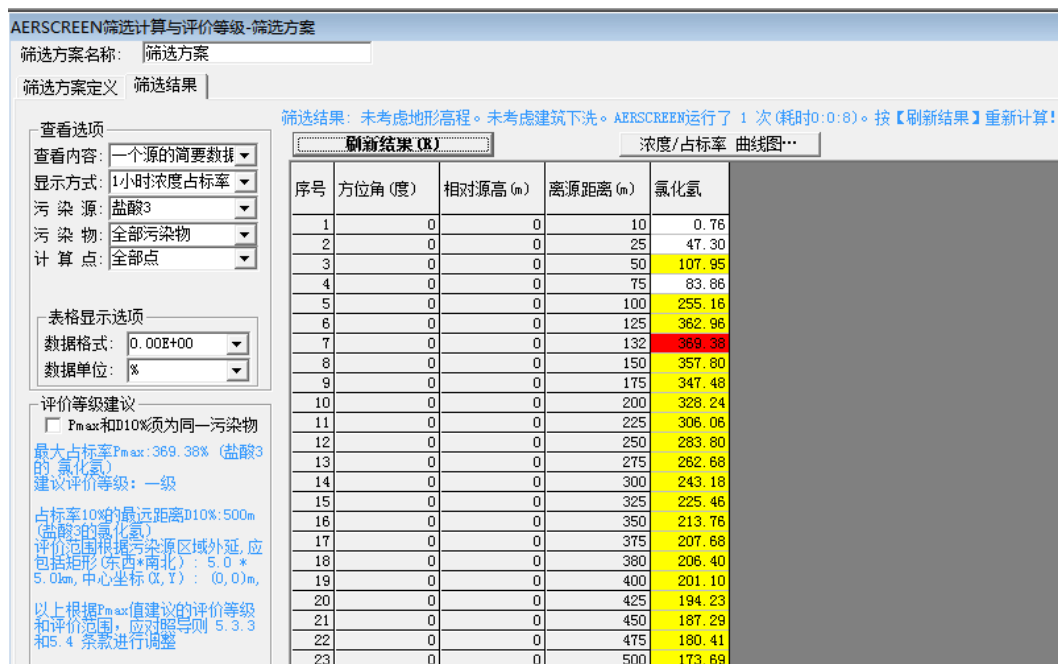 AERSCREEN筛选计算与评价等级-筛选方案
筛选方案名称: 筛选方案
筛选方案定义 筛选结果
筛选结果: 未考虑地形高程。未考虑建筑下洗。AERSCREEN运行了 1 次(耗时0:0:8)。按【刷新结果】重新计算!
查看选项
查看内容: 一个源的简要数据
显示方式: 1小时浓度占标率
污 染 源: 盐酸3
污 染 物: 全部污染物
计 算 点: 全部点
表格显示选项
数据格式: 0.00E+00
数据单位: %
评价等级建议
Pmax和D10%须为同一污染物
最大占标率Pmax:369.38% (盐酸3
的 氯化氢)
建议评价等级: 一级
占标率10%的最远距离D10%:500m
(盐酸3的氯化氢)
评价范围根据污染源区域外延,应
包括矩形(东西*南北): 5.0 *
5.0km,中心坐标(X,Y): (0,0)m,
以上根据Pmax值建议的评价等级
和评价范围,应对照导则 5.3.3
和5.4 条款进行调整
刷新结果(R) 浓度/占标率 曲线图…
序号 方位角(度) 相对源高(m) 离源距离(m) 氯化氢
1 0 0 10 0.76
2 0 0 25 47.30
3 0 0 50 107.95
4 0 0 75 83.86
5 0 0 100 255.16
6 0 0 125 362.96
7 0 0 132 369.38
8 0 0 150 357.80
9 0 0 175 347.48
10 0 0 200 328.24
11 0 0 225 306.06
12 0 0 250 283.80
13 0 0 275 262.68
14 0 0 300 243.18
15 0 0 325 225.46
16 0 0 350 213.76
17 0 0 375 207.68
18 0 0 380 206.40
19 0 0 400 201.10
20 0 0 425 194.23
21 0 0 450 187.29
22 0 0 475 180.41
23 0 0 500 173.69